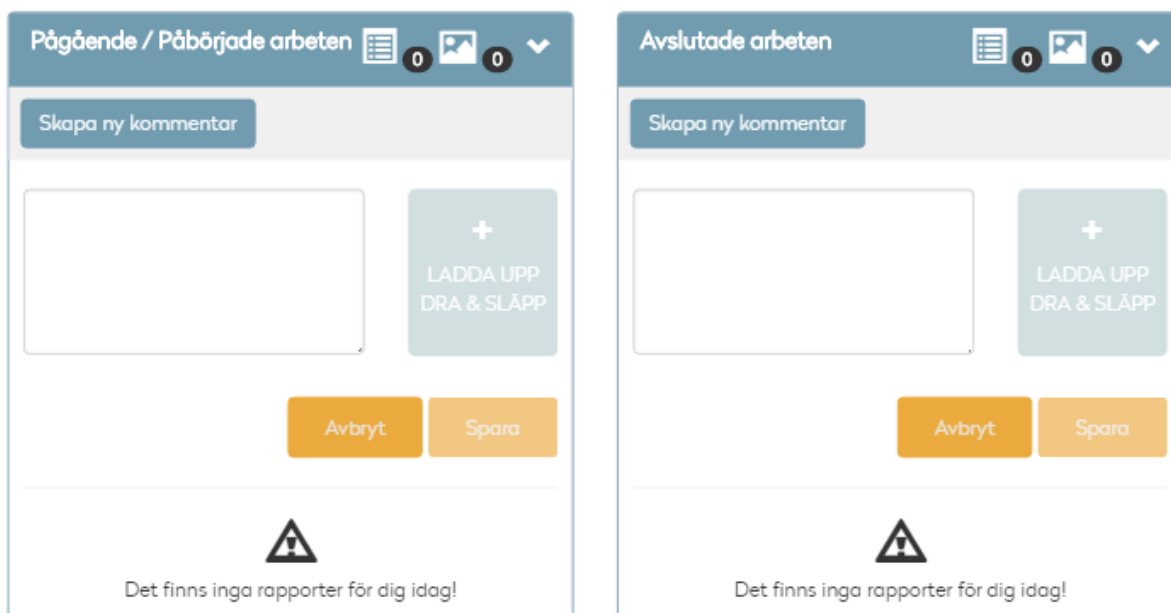 Pågående / Påbörjade arbeten 0 0
Skapa ny kommentar
+
LADDA UPP
DRA & SLÄPP
Avbryt Spara
Det finns inga rapporter för dig idag!
Avslutade arbeten 0 0
Skapa ny kommentar
+
LADDA UPP
DRA & SLÄPP
Avbryt Spara
Det finns inga rapporter för dig idag!